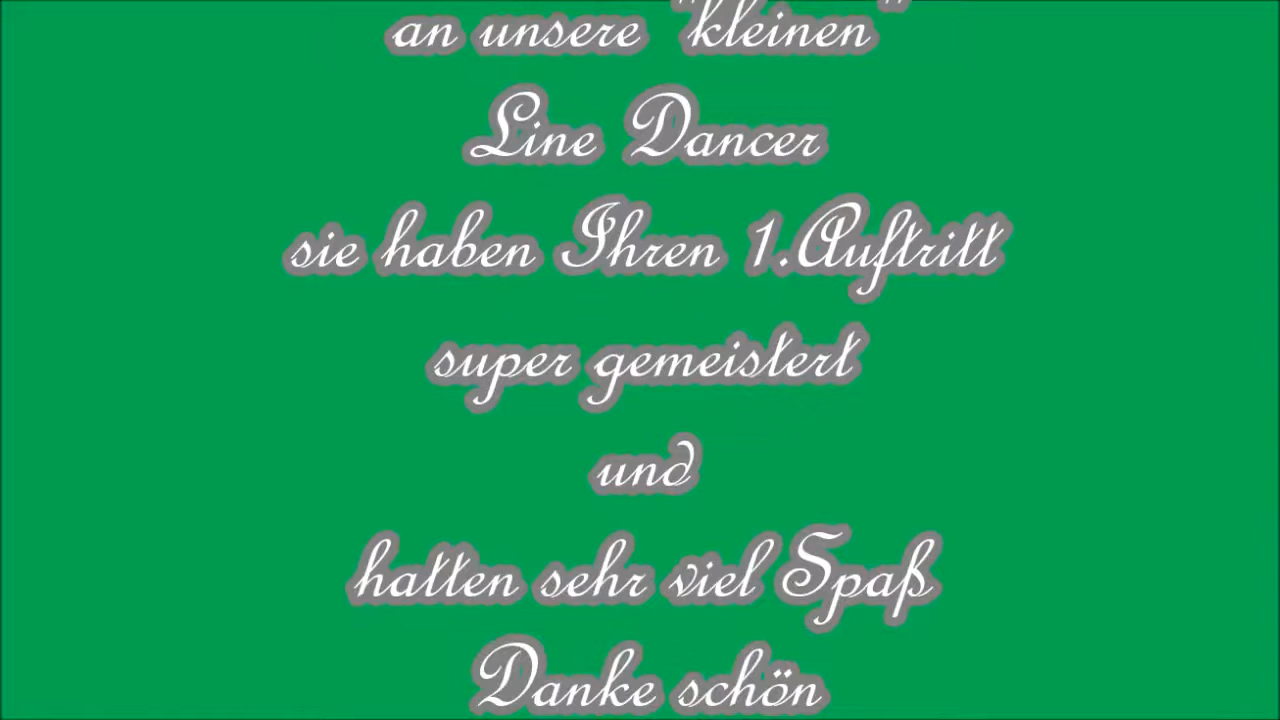 an unsere "kleinen"
Line Dancer
sie haben Ihren 1.Auftritt
super gemeistert
und
hatten sehr viel Spaß
Danke schön